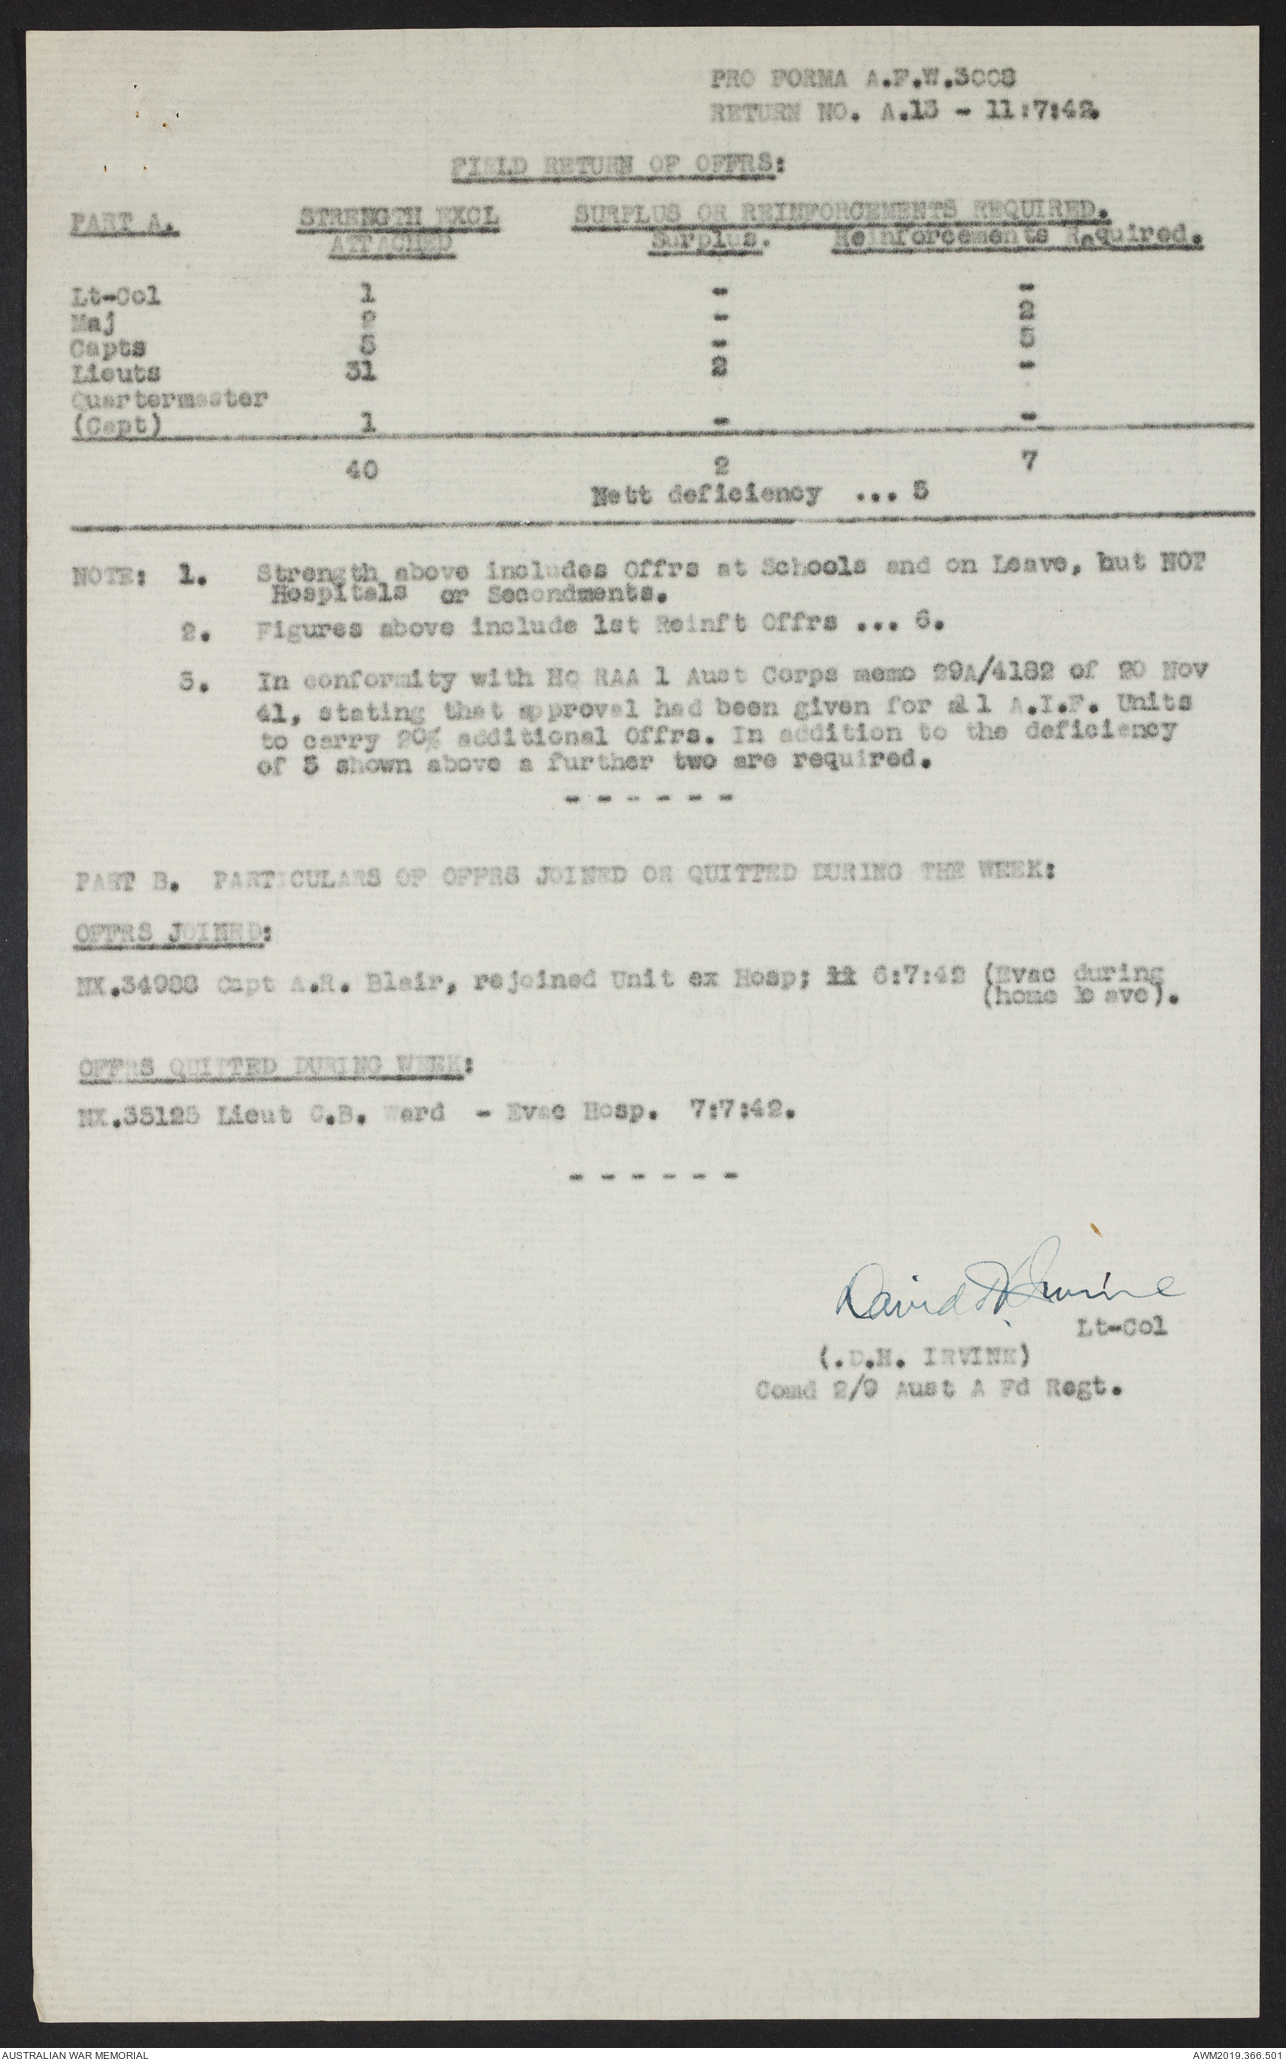 PRO FORMA A.F.W.3008
RETURN NO. A.13 - 11:7:42.
FIELD RETURN OF OFFRS:
PART A. STRENGTH EXCL SURPLUS OR REINFORCEMENTS REQUIRED.
ATTACHED Surplus. Reinforcements Required.
Lt-Col 1 - -
Maj 2 - 2
Capts 5 - 5
Lieuts 31 2 -
Quartermaster
(Capt) 1 - -
40 2 7
Nett deficiency ... 5
NOTE: 1. Strength above includes Offrs at Schools and on Leave, but NOT
Hospitals or Secondments.
2. Figures above include 1st Reinft Offrs ... 6.
3. In conformity with HQ RAA 1 Aust Corps memo 29A/4182 of 20 Nov
41, stating that approval had been given for all A.I.F. Units
to carry 20% additional Offrs. In addition to the deficiency
of 5 shown above a further two are required.
- - - - - -
PART B. PARTICULARS OF OFFRS JOINED OR QUITTED DURING THE WEEK:
OFFRS JOINED:
NX.34988 Capt A.R. Blair, rejoined Unit ex Hosp; 6:7:42 (Evac during
(home leave).
OFFRS QUITTED DURING WEEK:
NX.35125 Lieut C.B. Ward - Evac Hosp. 7:7:42.
- - - - - -
David H Irvine
Lt-Col
(.D.H. IRVINE)
Comd 2/9 Aust A Fd Regt.
AUSTRALIAN WAR MEMORIAL AWM2019.366.501